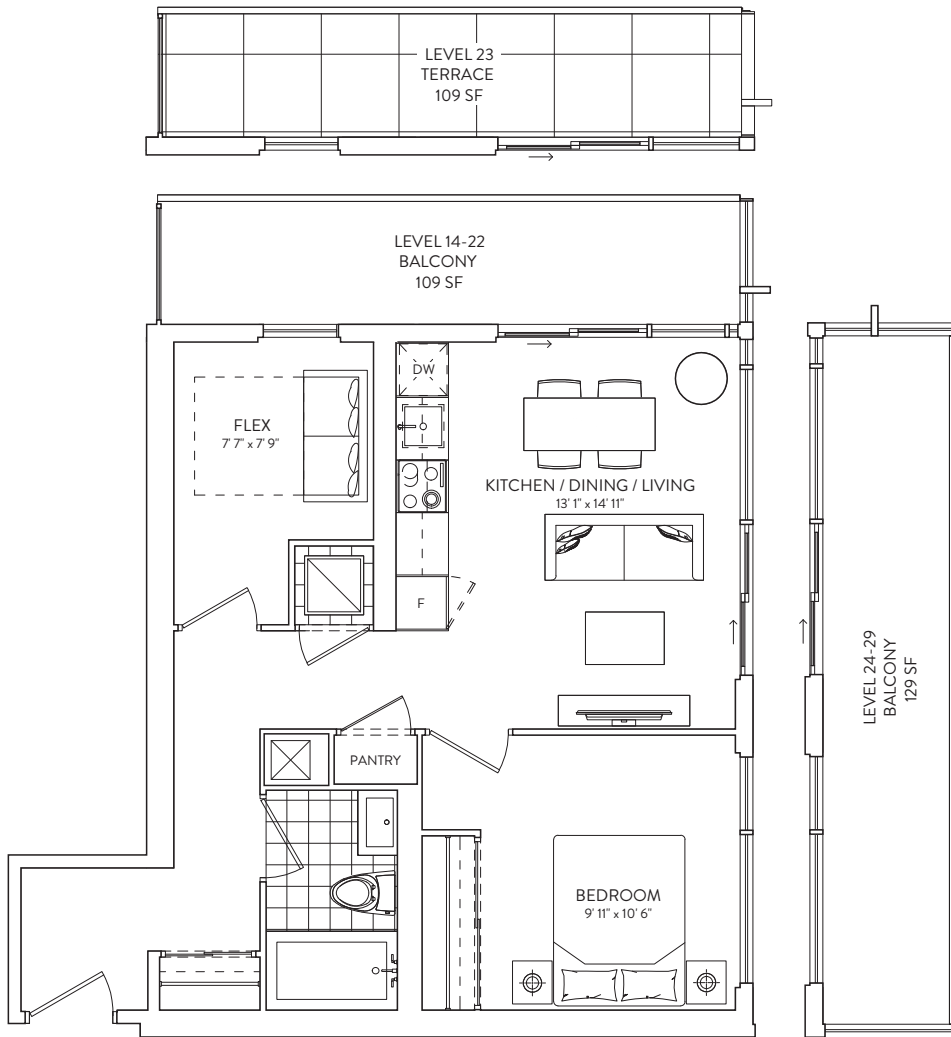 LEVEL 23
TERRACE
109 SF
LEVEL 14-22
BALCONY
109 SF
DW
FLEX
7' 7" x 7' 9"
KITCHEN / DINING / LIVING
13' 1" x 14' 11"
F
LEVEL 24-29
BALCONY
129 SF
PANTRY
BEDROOM
9' 11" x 10' 6"